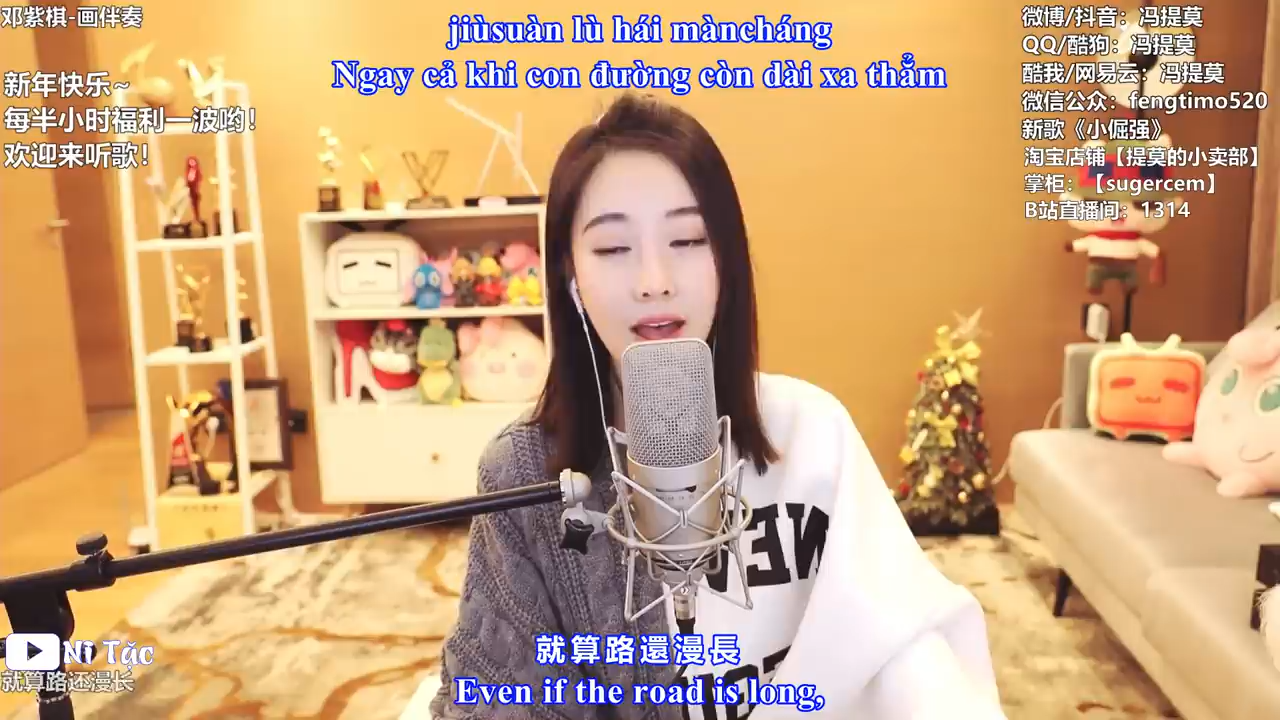 邓紫棋-画伴奏
新年快乐~
每半小时福利一波哟！
欢迎来听歌！
jiùsuàn lù hái màncháng
Ngay cả khi con đường còn dài xa thẳm
微博/抖音：冯提莫
QQ/酷狗：冯提莫
酷我/网易云：冯提莫
微信公众：fengtimo520
新歌《小倔强》
淘宝店铺【提莫的小卖部】
掌柜：【sugercem】
B站直播间：1314
就算路還漫長
Even if the road is long,
Ni Tặc
就算路还漫长